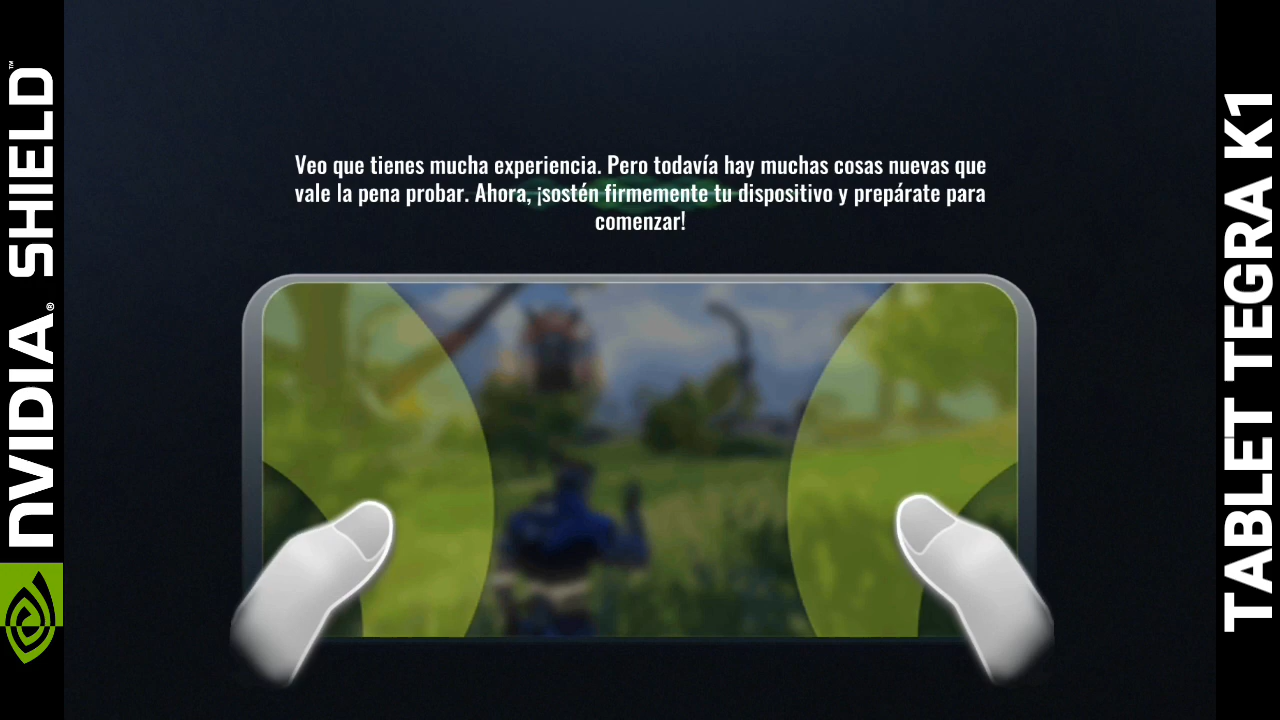 Veo que tienes mucha experiencia. Pero todavía hay muchas cosas nuevas que
vale la pena probar. Ahora, ¡sostén firmemente tu dispositivo y prepárate para
comenzar!
NVIDIA® SHIELD™
TABLET TEGRA K1